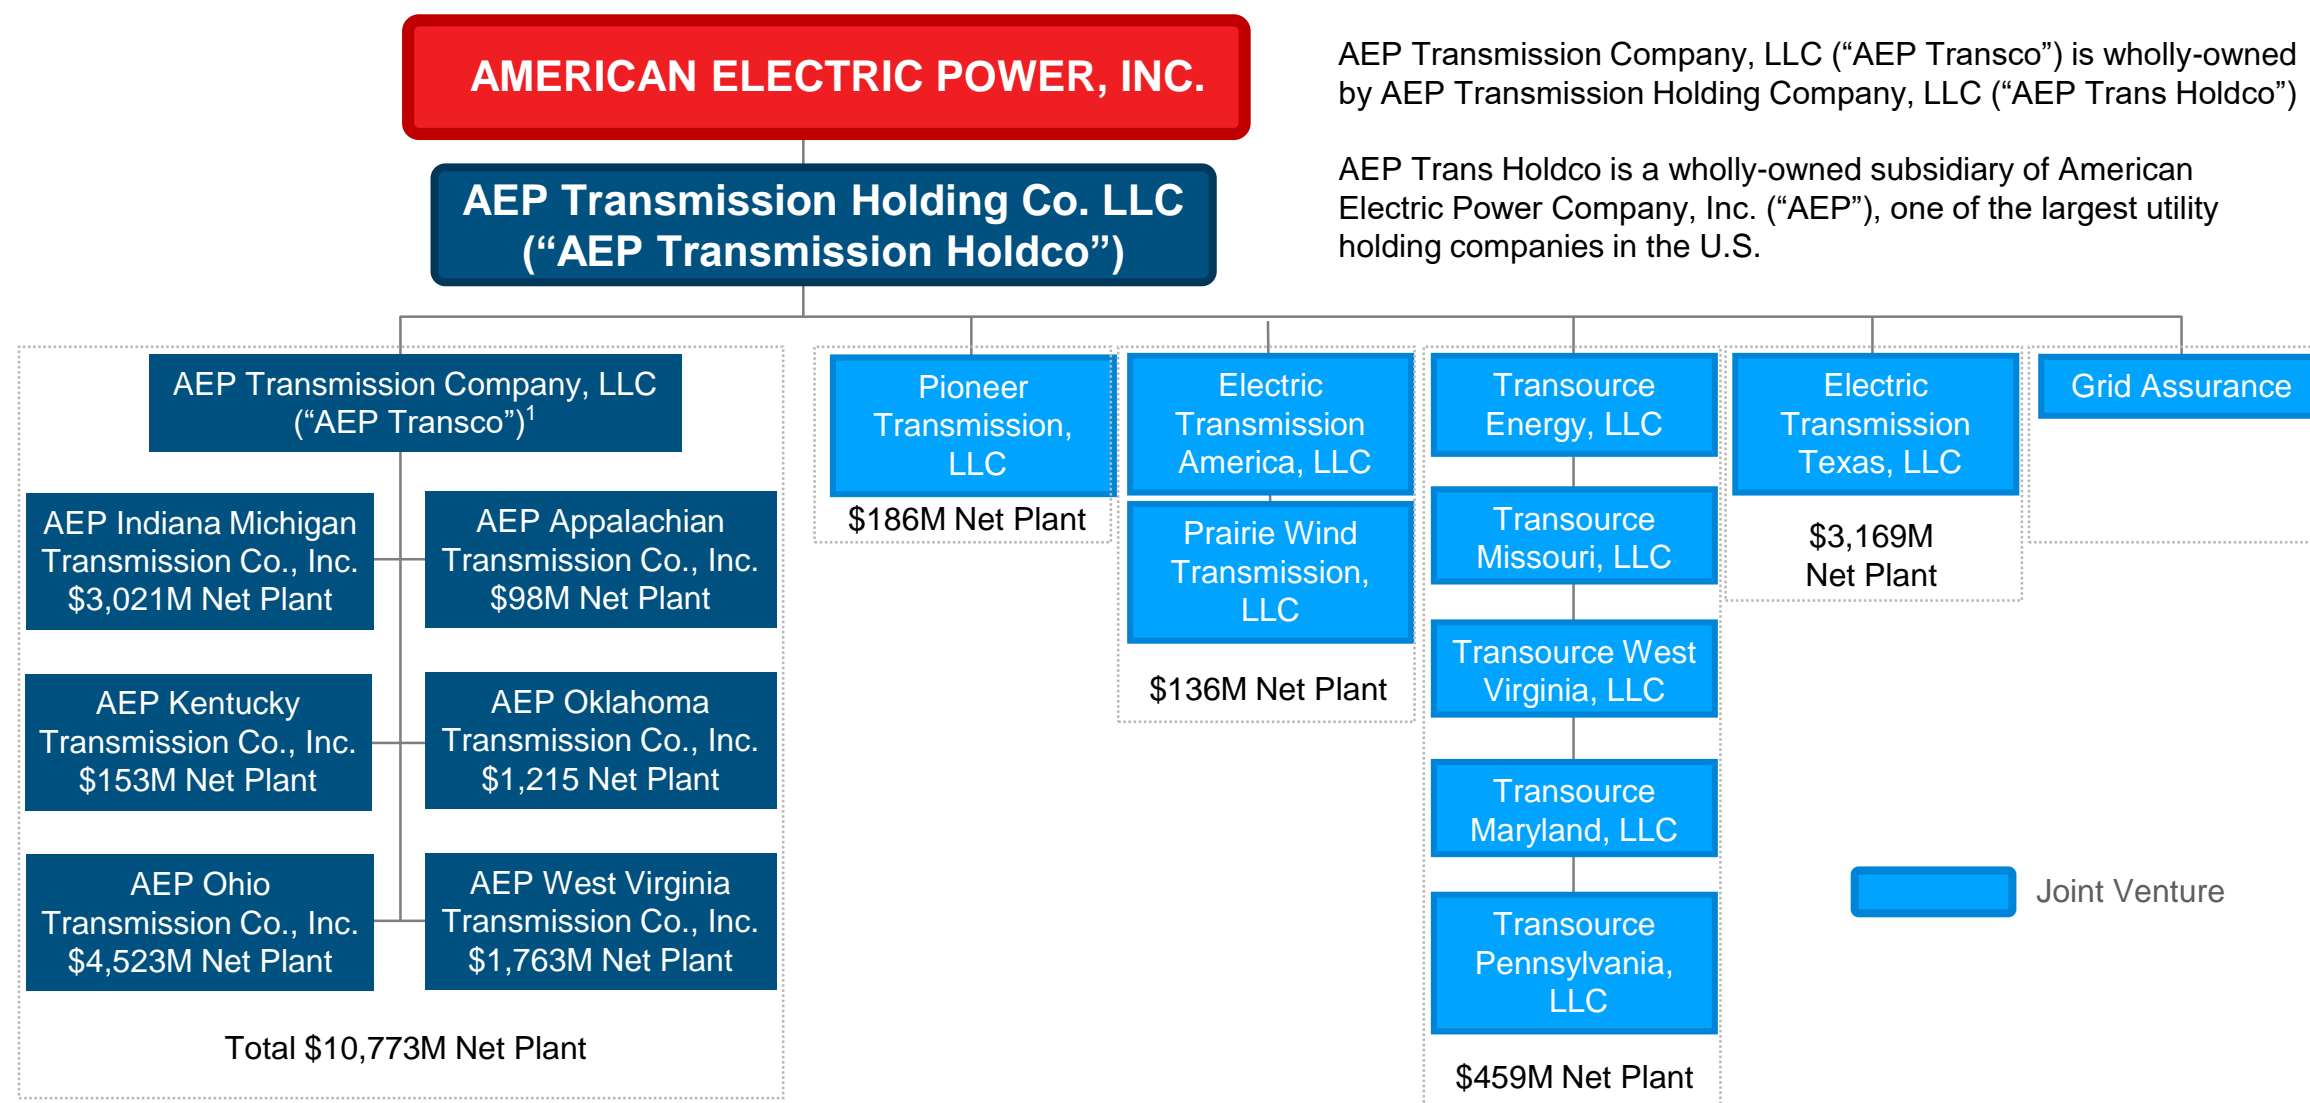 AMERICAN ELECTRIC POWER, INC.
AEP Transmission Holding Co. LLC
(“AEP Transmission Holdco”)
AEP Transmission Company, LLC (“AEP Transco”) is wholly-owned
by AEP Transmission Holding Company, LLC (“AEP Trans Holdco”)
AEP Trans Holdco is a wholly-owned subsidiary of American
Electric Power Company, Inc. (“AEP”), one of the largest utility
holding companies in the U.S.
AEP Transmission Company, LLC
(“AEP Transco”)1
AEP Indiana Michigan
Transmission Co., Inc.
$3,021M Net Plant
AEP Appalachian
Transmission Co., Inc.
$98M Net Plant
AEP Kentucky
Transmission Co., Inc.
$153M Net Plant
AEP Oklahoma
Transmission Co., Inc.
$1,215 Net Plant
AEP Ohio
Transmission Co., Inc.
$4,523M Net Plant
AEP West Virginia
Transmission Co., Inc.
$1,763M Net Plant
Total $10,773M Net Plant
Pioneer
Transmission,
LLC
$186M Net Plant
Electric
Transmission
America, LLC
Prairie Wind
Transmission,
LLC
$136M Net Plant
Transource
Energy, LLC
Transource
Missouri, LLC
Transource West
Virginia, LLC
Transource
Maryland, LLC
Transource
Pennsylvania,
LLC
$459M Net Plant
Electric
Transmission
Texas, LLC
$3,169M
Net Plant
Grid Assurance
Joint Venture